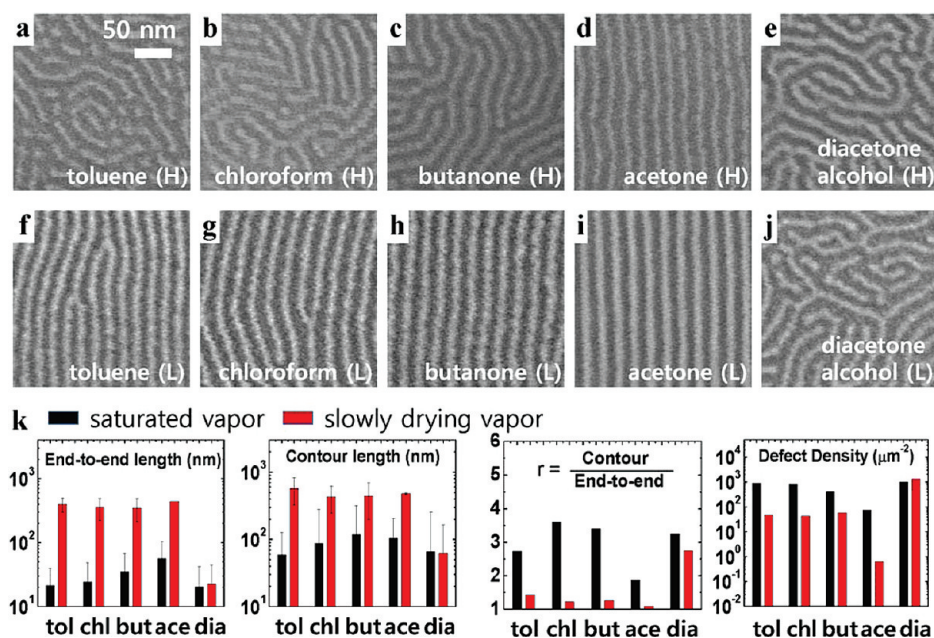 a
50 nm
toluene (H)
b
chloroform (H)
c
butanone (H)
d
acetone (H)
e
diacetone
alcohol (H)
f
toluene (L)
g
chloroform (L)
h
butanone (L)
i
acetone (L)
j
diacetone
alcohol (L)
k
saturated vapor
slowly drying vapor
End-to-end length (nm)
10³
10²
10¹
tol chl but ace dia
Contour length (nm)
10³
10²
10¹
tol chl but ace dia
r = Contour
End-to-end
6
5
4
3
2
1
tol chl but ace dia
Defect Density (μm⁻²)
10⁴
10³
10²
10¹
10⁰
10⁻¹
10⁻²
tol chl but ace dia